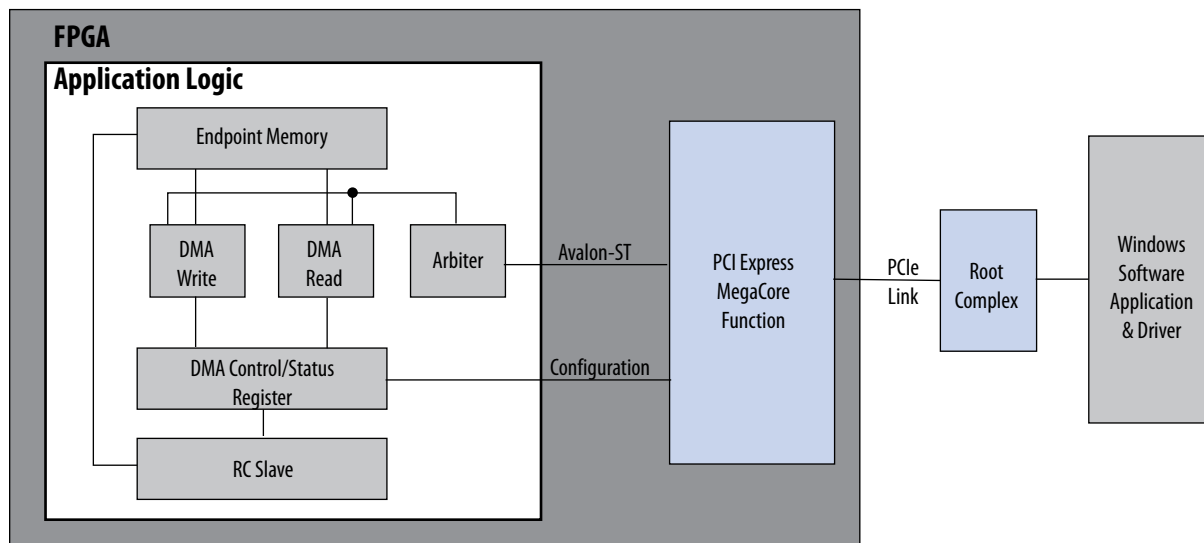 FPGA
Application Logic
Endpoint Memory
DMA
Write
DMA
Read
Arbiter
Avalon-ST
PCI Express
MegaCore
Function
PCIe
Link
Root
Complex
Windows
Software
Application
& Driver
DMA Control/Status
Register
Configuration
RC Slave